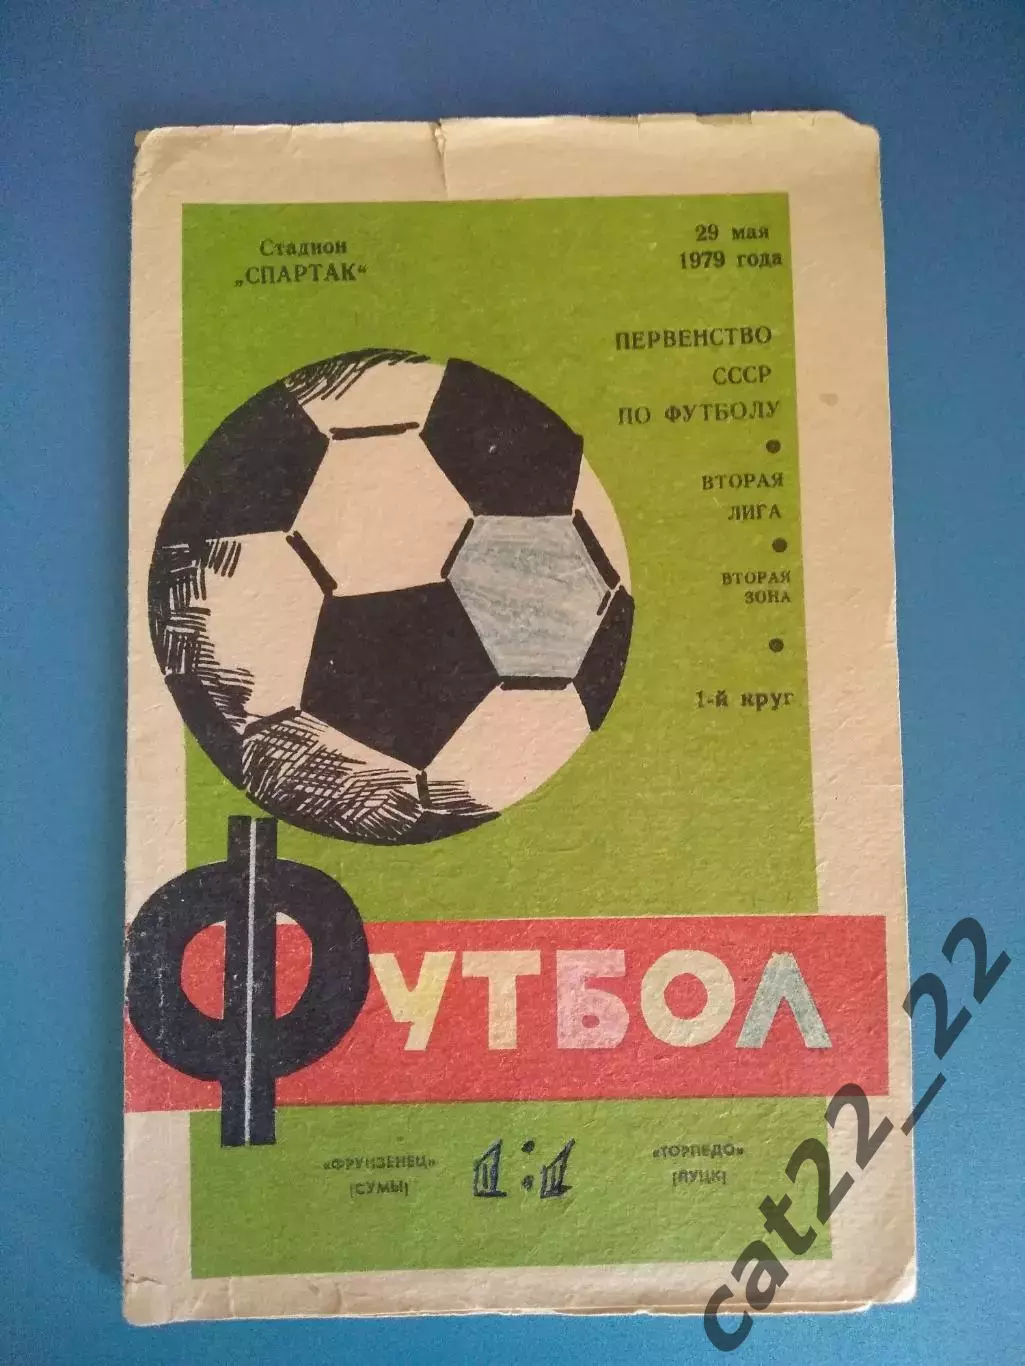 Стадион
„СПАРТАК“
29 мая
1979 года
ПЕРВЕНСТВО
СССР
ПО ФУТБОЛУ
ВТОРАЯ
ЛИГА
ВТОРАЯ
ЗОНА
1-й круг
ФУТБОЛ
«ФРУНЗЕНЕЦ»
[СУМЫ]
1:1
«ТОРПЕДО»
[ЛУЦК]
cat22_22